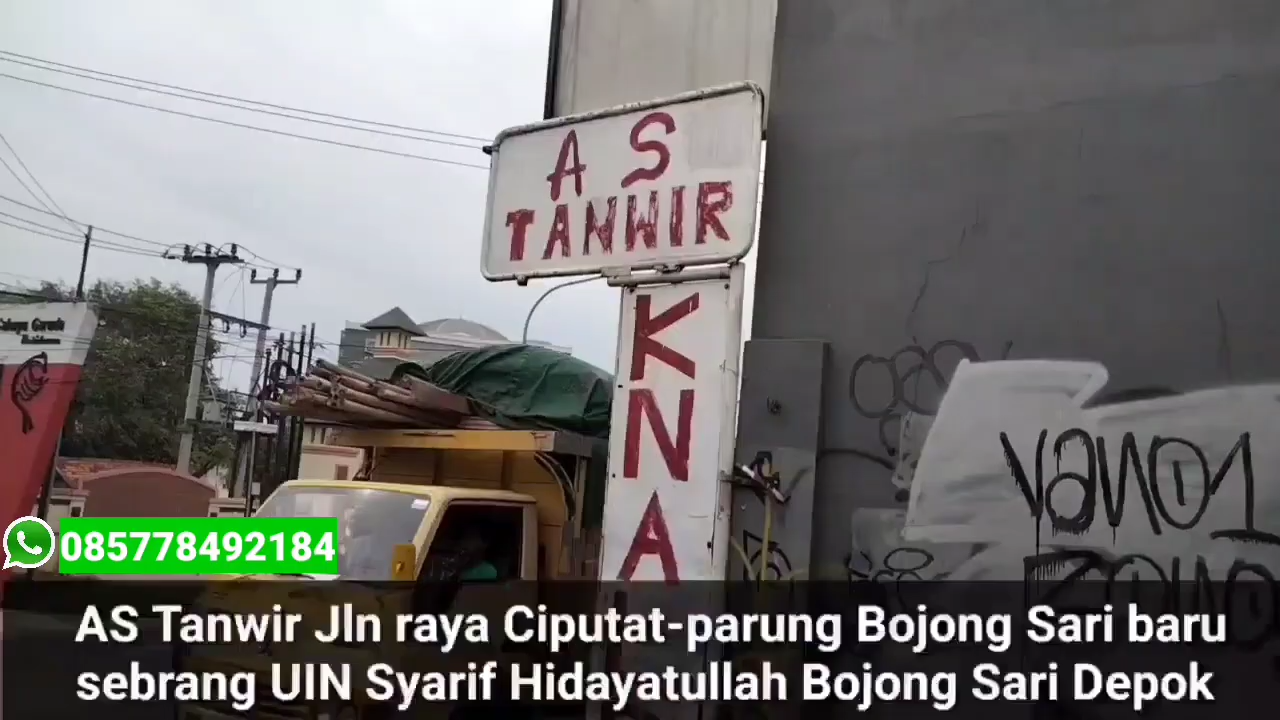 A S
TANWIR
KNA
VANO1
085778492184
AS Tanwir Jln raya Ciputat-parung Bojong Sari baru
sebrang UIN Syarif Hidayatullah Bojong Sari Depok